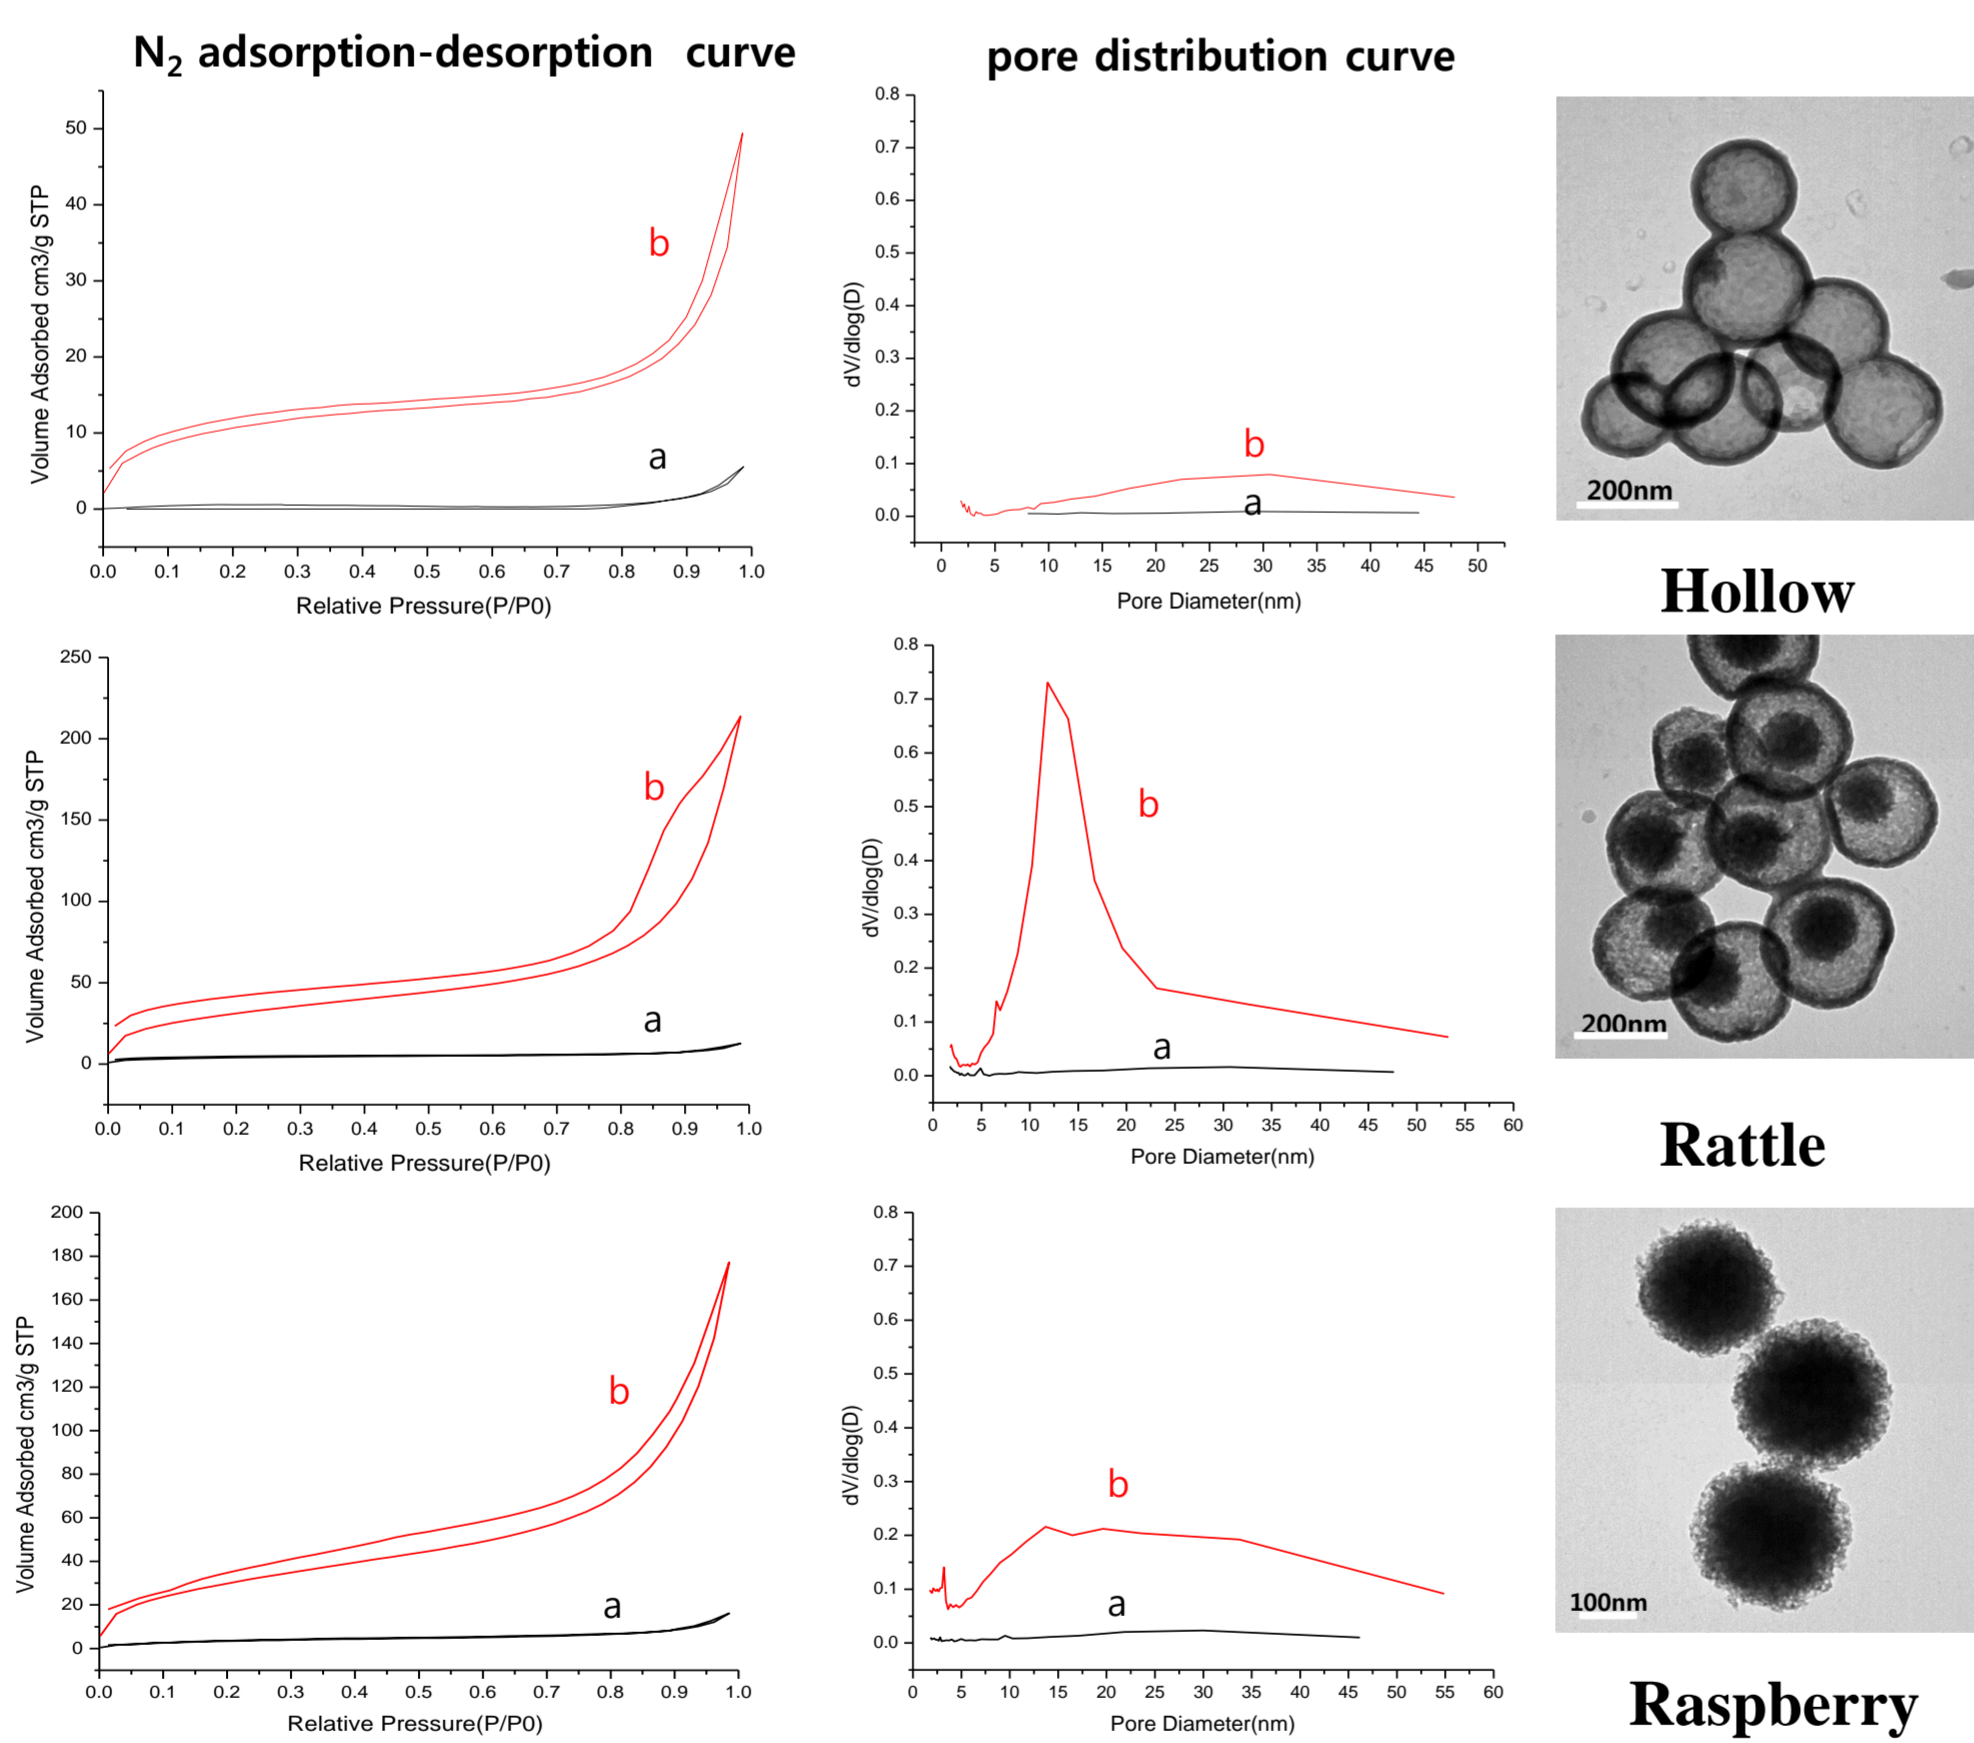 N2 adsorption-desorption curve
pore distribution curve
Volume Adsorbed cm3/g STP
50
40
30
20
10
0
b
a
0.0 0.1 0.2 0.3 0.4 0.5 0.6 0.7 0.8 0.9 1.0
Relative Pressure(P/P0)
dV/dlog(D)
0.8
0.7
0.6
0.5
0.4
0.3
0.2
0.1
0.0
b
a
0 5 10 15 20 25 30 35 40 45 50
Pore Diameter(nm)
200nm
Hollow
Volume Adsorbed cm3/g STP
250
200
150
100
50
0
b
a
0.0 0.1 0.2 0.3 0.4 0.5 0.6 0.7 0.8 0.9 1.0
Relative Pressure(P/P0)
dV/dlog(D)
0.8
0.7
0.6
0.5
0.4
0.3
0.2
0.1
0.0
b
a
0 5 10 15 20 25 30 35 40 45 50 55 60
Pore Diameter(nm)
200nm
Rattle
Volume Adsorbed cm3/g STP
200
180
160
140
120
100
80
60
40
20
0
b
a
0.0 0.1 0.2 0.3 0.4 0.5 0.6 0.7 0.8 0.9 1.0
Relative Pressure(P/P0)
dV/dlog(D)
0.8
0.7
0.6
0.5
0.4
0.3
0.2
0.1
0.0
b
a
0 5 10 15 20 25 30 35 40 45 50 55 60
Pore Diameter(nm)
100nm
Raspberry